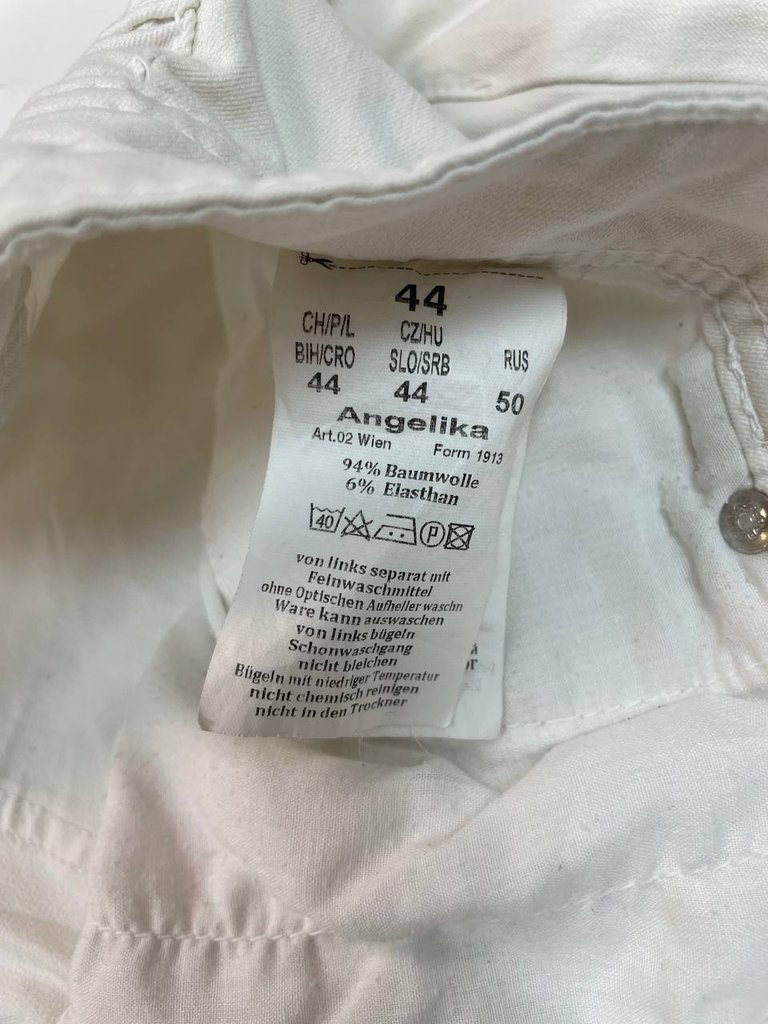 44
CH/P/L CZ/HU
BIH/CRO SLO/SRB RUS
44 44 50
Angelika
Art.02 Wien Form 1913
94% Baumwolle
6% Elasthan
40 P
von links separat mit
Feinwaschmittel
ohne Optischen Aufheller waschn
Ware kann auswaschen
von links bügeln
Schonwaschgang
nicht bleichen
Bügeln mit niedriger Temperatur
nicht chemisch reinigen
nicht in den Trockner